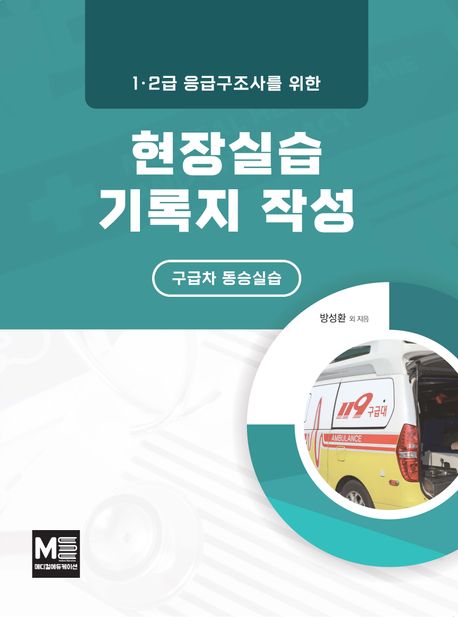 1·2급 응급구조사를 위한
현장실습
기록지 작성
구급차 동승실습
방성환 외 지음
119 구급대
AMBULANCE
M
메디컬에듀케이션